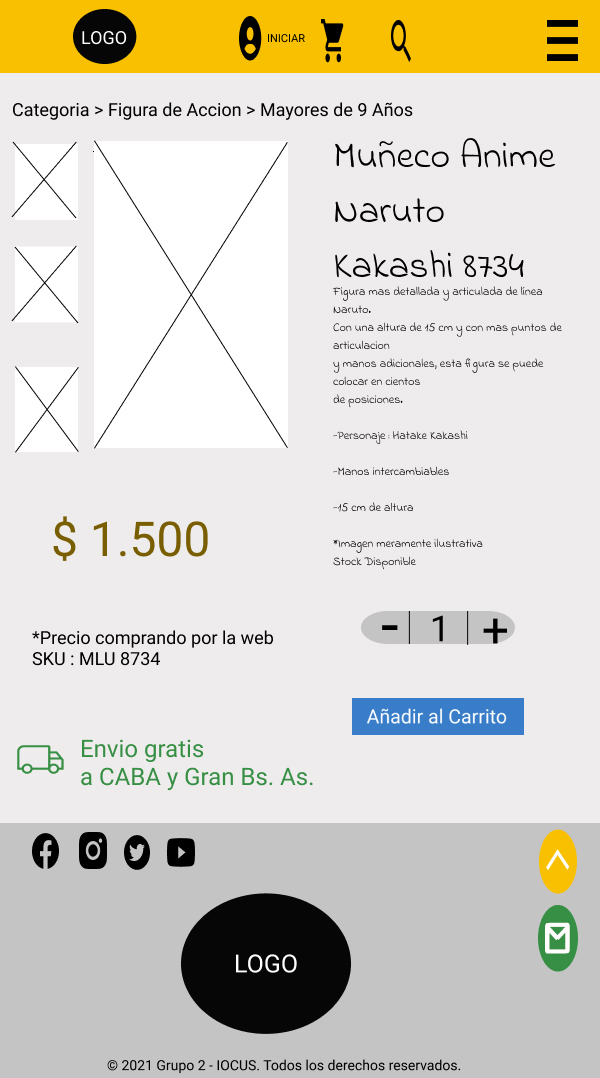 LOGO
INICIAR
Categoria > Figura de Accion > Mayores de 9 Años
Muñeco Anime
Naruto
Kakashi 8734
Figura mas detallada y articulada de línea
Naruto.
Con una altura de 15 cm y con mas puntos de
articulacion
y manos adicionales, esta figura se puede
colocar en cientos
de posiciones.
-Personaje : Hatake Kakashi
-Manos intercambiables
-15 cm de altura
*Imagen meramente ilustrativa
Stock Disponible
$ 1.500
- 1 +
*Precio comprando por la web
SKU : MLU 8734
Añadir al Carrito
Envio gratis
a CABA y Gran Bs. As.
LOGO
© 2021 Grupo 2 - IOCUS. Todos los derechos reservados.